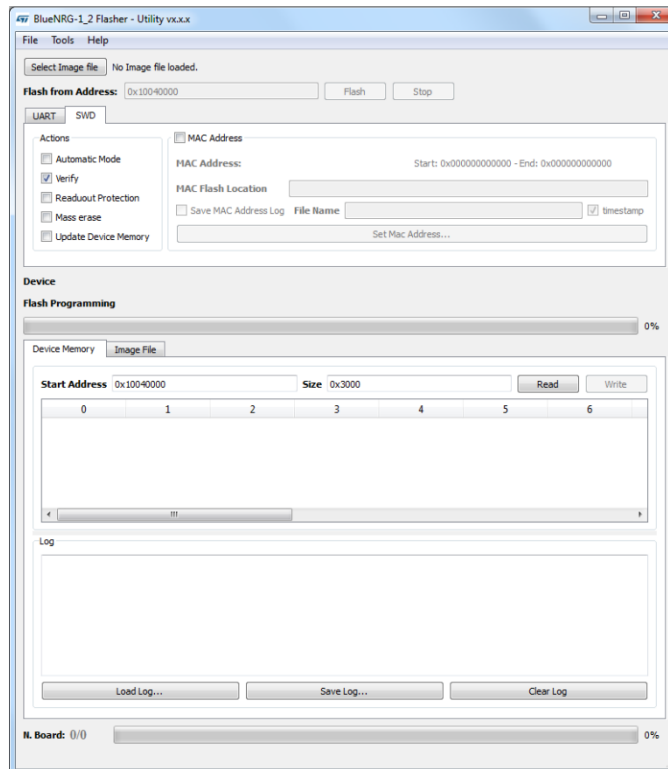 BlueNRG-1_2 Flasher - Utility vx.x.x
File Tools Help
Select Image file No Image file loaded.
Flash from Address: 0x10040000 Flash Stop
UART SWD
Actions MAC Address
Automatic Mode MAC Address: Start: 0x000000000000 - End: 0x000000000000
Verify
Readuout Protection MAC Flash Location
Mass erase Save MAC Address Log File Name timestamp
Update Device Memory Set Mac Address...
Device
Flash Programming
0%
Device Memory Image File
Start Address 0x10040000 Size 0x3000 Read Write
0 1 2 3 4 5 6
Log
Load Log... Save Log... Clear Log
N. Board: 0/0 0%